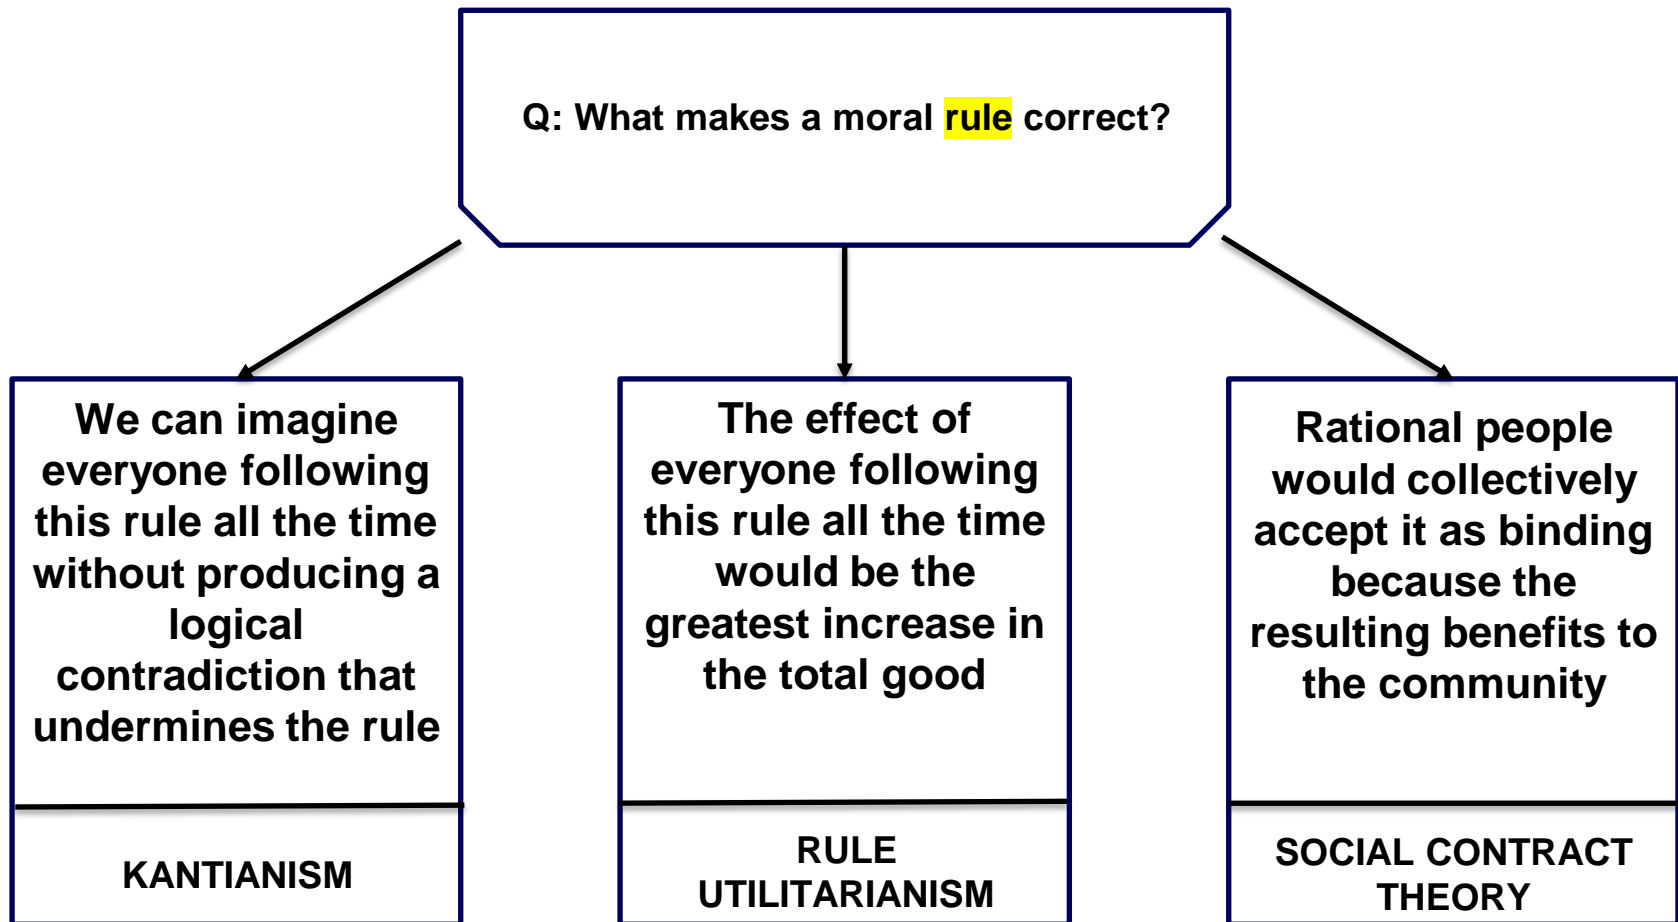 Q: What makes a moral rule correct?
We can imagine
everyone following
this rule all the time
without producing a
logical
contradiction that
undermines the rule
KANTIANISM
The effect of
everyone following
this rule all the time
would be the
greatest increase in
the total good
RULE
UTILITARIANISM
Rational people
would collectively
accept it as binding
because the
resulting benefits to
the community
SOCIAL CONTRACT
THEORY